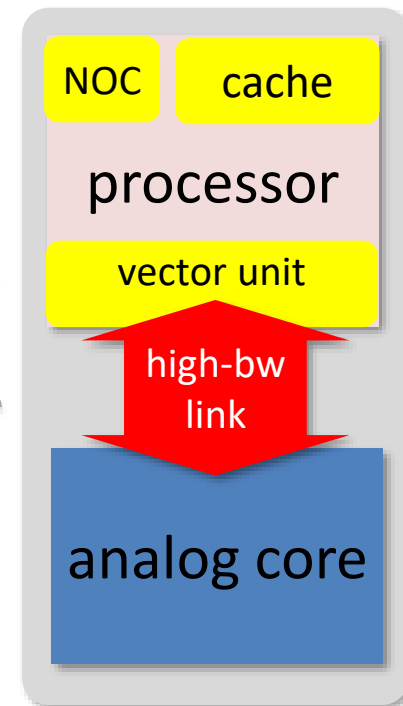 NOC
cache
processor
vector unit
high-bw
link
analog core